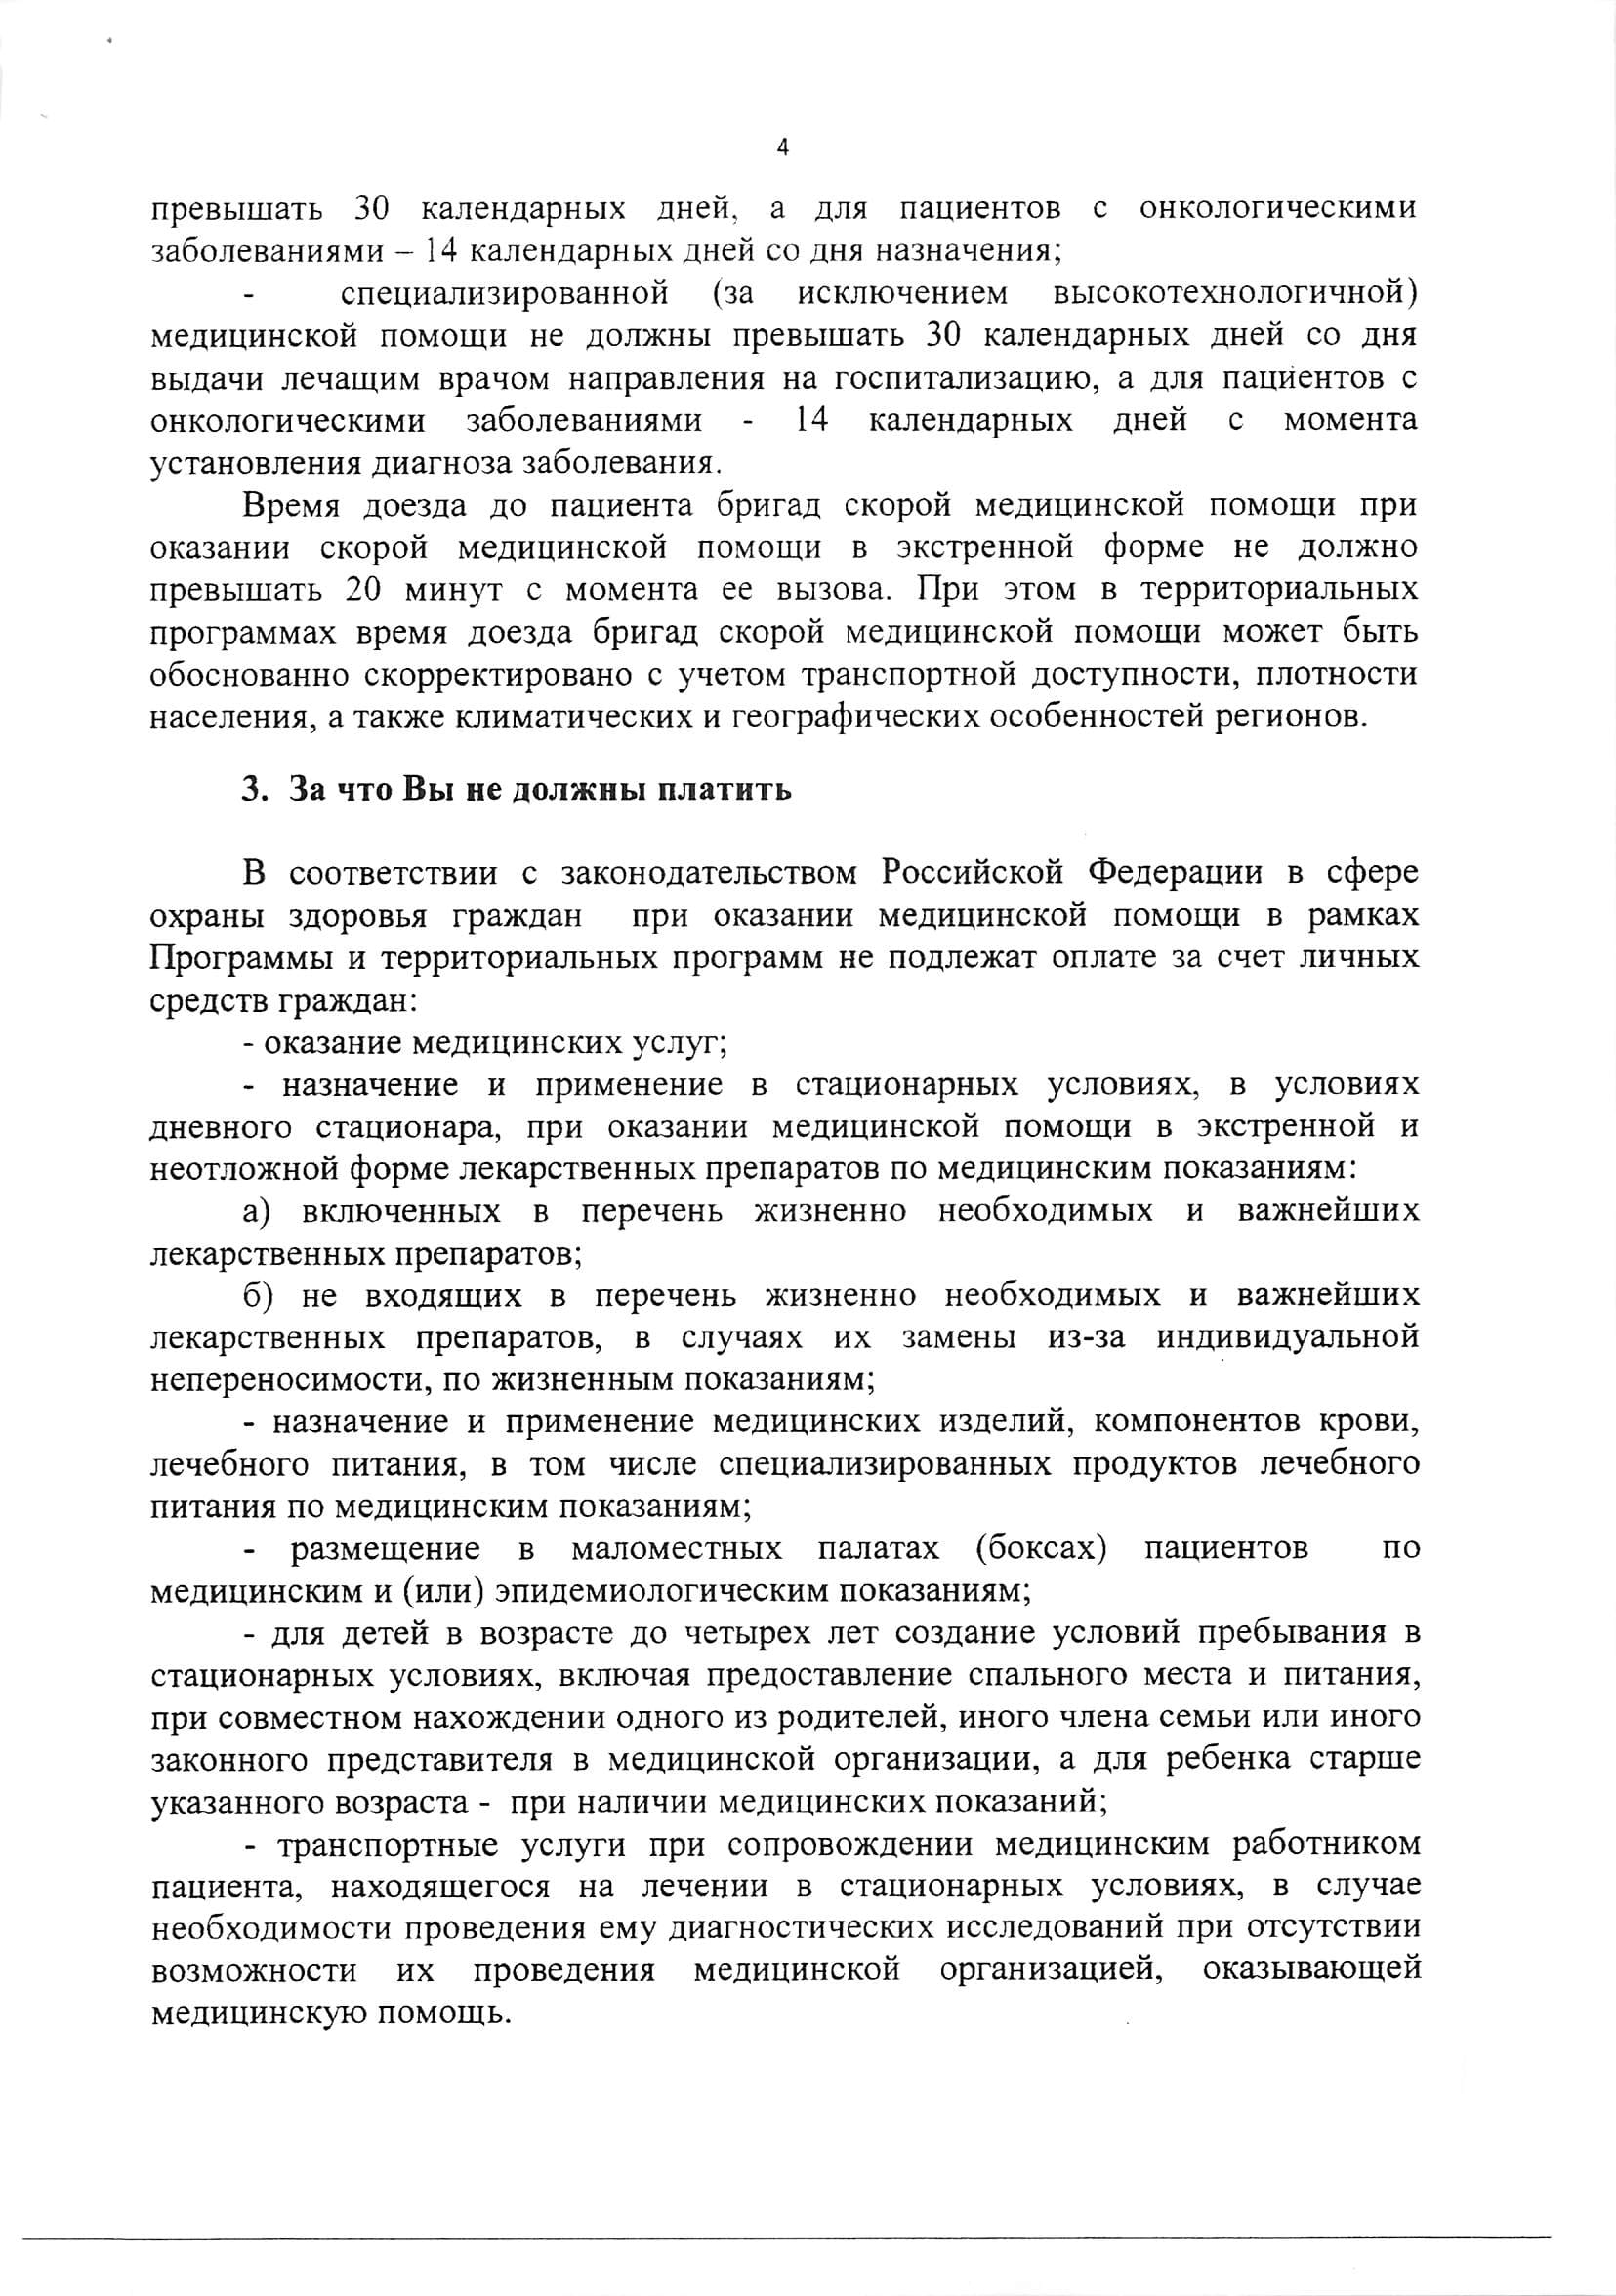 4
превышать 30 календарных дней, а для пациентов с онкологическими
заболеваниями – 14 календарных дней со дня назначения;
- специализированной (за исключением высокотехнологичной)
медицинской помощи не должны превышать 30 календарных дней со дня
выдачи лечащим врачом направления на госпитализацию, а для пациентов с
онкологическими заболеваниями - 14 календарных дней с момента
установления диагноза заболевания.
Время доезда до пациента бригад скорой медицинской помощи при
оказании скорой медицинской помощи в экстренной форме не должно
превышать 20 минут с момента ее вызова. При этом в территориальных
программах время доезда бригад скорой медицинской помощи может быть
обоснованно скорректировано с учетом транспортной доступности, плотности
населения, а также климатических и географических особенностей регионов.
3. За что Вы не должны платить
В соответствии с законодательством Российской Федерации в сфере
охраны здоровья граждан при оказании медицинской помощи в рамках
Программы и территориальных программ не подлежат оплате за счет личных
средств граждан:
- оказание медицинских услуг;
- назначение и применение в стационарных условиях, в условиях
дневного стационара, при оказании медицинской помощи в экстренной и
неотложной форме лекарственных препаратов по медицинским показаниям:
а) включенных в перечень жизненно необходимых и важнейших
лекарственных препаратов;
б) не входящих в перечень жизненно необходимых и важнейших
лекарственных препаратов, в случаях их замены из-за индивидуальной
непереносимости, по жизненным показаниям;
- назначение и применение медицинских изделий, компонентов крови,
лечебного питания, в том числе специализированных продуктов лечебного
питания по медицинским показаниям;
- размещение в маломестных палатах (боксах) пациентов по
медицинским и (или) эпидемиологическим показаниям;
- для детей в возрасте до четырех лет создание условий пребывания в
стационарных условиях, включая предоставление спального места и питания,
при совместном нахождении одного из родителей, иного члена семьи или иного
законного представителя в медицинской организации, а для ребенка старше
указанного возраста - при наличии медицинских показаний;
- транспортные услуги при сопровождении медицинским работником
пациента, находящегося на лечении в стационарных условиях, в случае
необходимости проведения ему диагностических исследований при отсутствии
возможности их проведения медицинской организацией, оказывающей
медицинскую помощь.